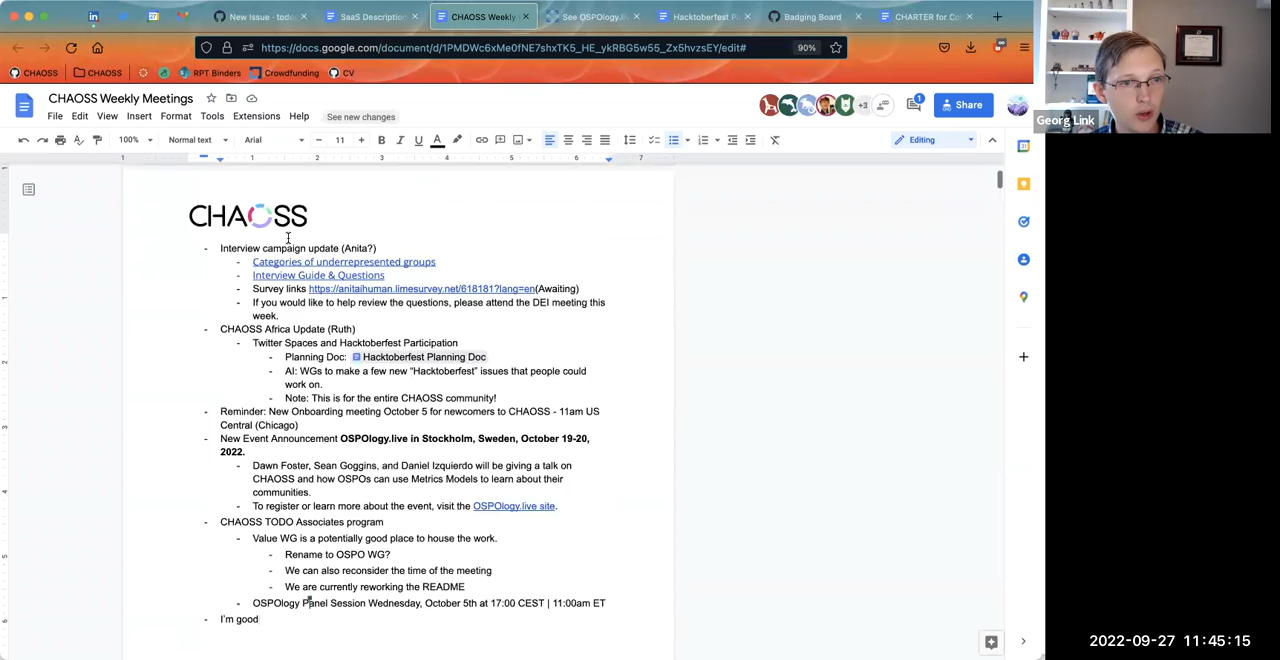 New Issue · todo
SaaS Description
CHAOSS Weekly
See OSPOlogy.
Hacktoberfest P
Badging Board
CHARTER for Co
https://docs.google.com/document/d/1PMDWc6xMe0fNE7shxTK5_HE_ykRBG5w55_Zx5hvzsEY/edit#
90%
CHAOSS
CHAOSS
RPT Binders
Crowdfunding
CV
CHAOSS Weekly Meetings
File Edit View Insert Format Tools Extensions Help
See new changes
+3
1
Share
100%
Normal text
Arial
11
Editing
CHAOSS
- Interview campaign update (Anita?)
- Categories of underrepresented groups
- Interview Guide & Questions
- Survey links https://anitaihuman.limesurvey.net/618181?lang=en(Awaiting)
- If you would like to help review the questions, please attend the DEI meeting this
week.
- CHAOSS Africa Update (Ruth)
- Twitter Spaces and Hacktoberfest Participation
- Planning Doc: Hacktoberfest Planning Doc
- AI: WGs to make a few new “Hacktoberfest” issues that people could
work on.
- Note: This is for the entire CHAOSS community!
- Reminder: New Onboarding meeting October 5 for newcomers to CHAOSS - 11am US
Central (Chicago)
- New Event Announcement OSPOlogy.live in Stockholm, Sweden, October 19-20,
2022.
- Dawn Foster, Sean Goggins, and Daniel Izquierdo will be giving a talk on
CHAOSS and how OSPOs can use Metrics Models to learn about their
communities.
- To register or learn more about the event, visit the OSPOlogy.live site.
- CHAOSS TODO Associates program
- Value WG is a potentially good place to house the work.
- Rename to OSPO WG?
- We can also reconsider the time of the meeting
- We are currently reworking the README
- OSPOlogy Panel Session Wednesday, October 5th at 17:00 CEST | 11:00am ET
- I'm good
Georg Link
2022-09-27 11:45:15